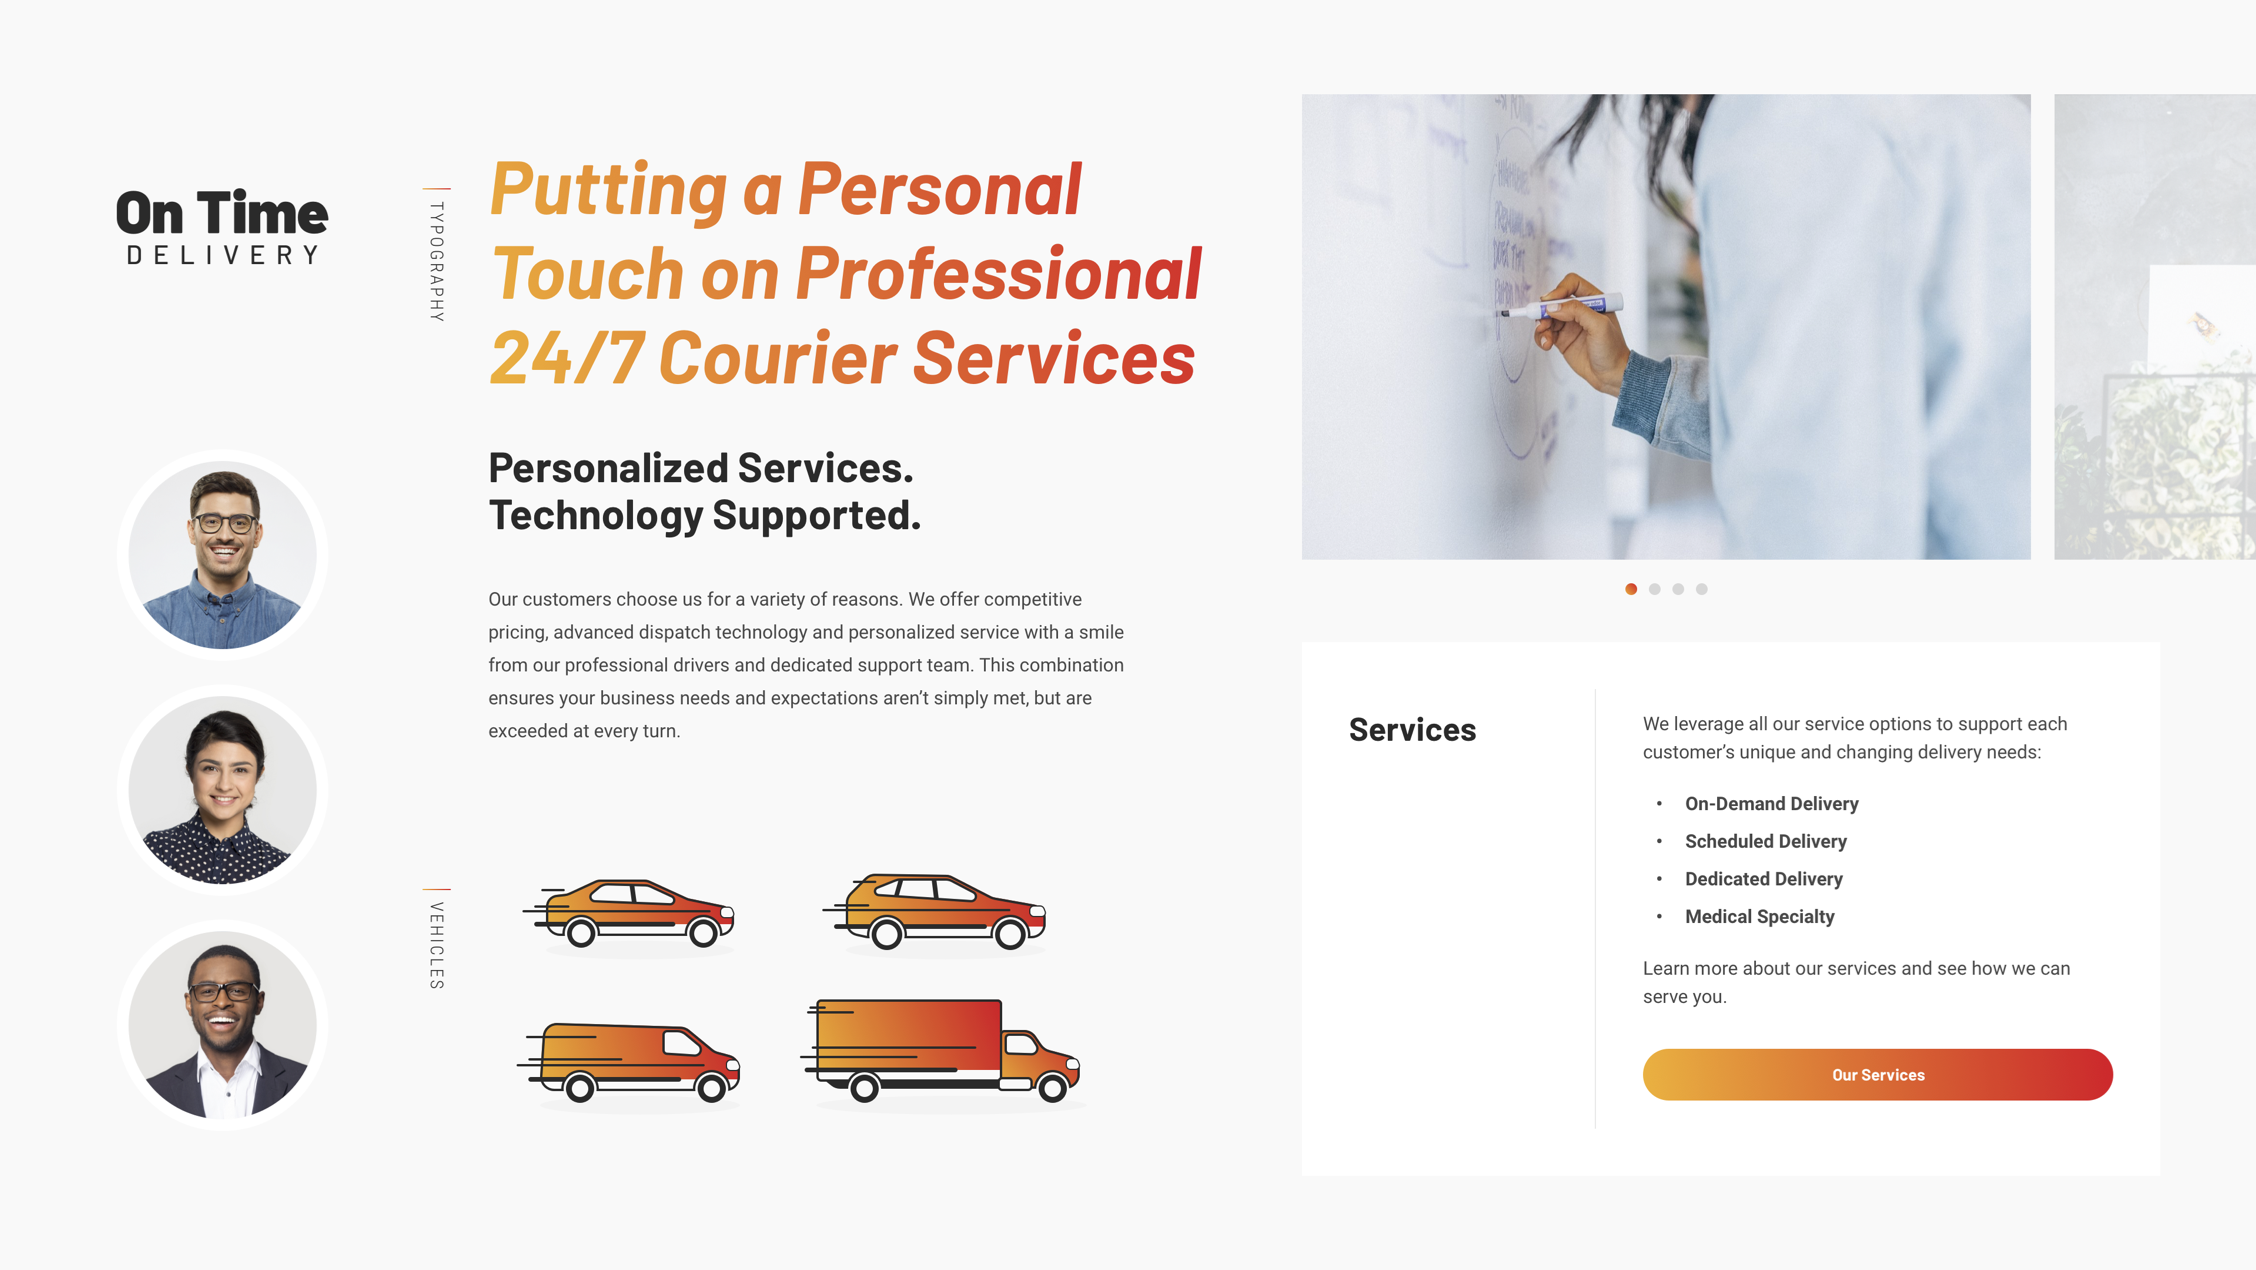 On Time
DELIVERY
TYPOGRAPHY
Putting a Personal
Touch on Professional
24/7 Courier Services
Personalized Services.
Technology Supported.
Our customers choose us for a variety of reasons. We offer competitive
pricing, advanced dispatch technology and personalized service with a smile
from our professional drivers and dedicated support team. This combination
ensures your business needs and expectations aren’t simply met, but are
exceeded at every turn.
VEHICLES
Services
We leverage all our service options to support each
customer’s unique and changing delivery needs:
• On-Demand Delivery
• Scheduled Delivery
• Dedicated Delivery
• Medical Specialty
Learn more about our services and see how we can
serve you.
Our Services